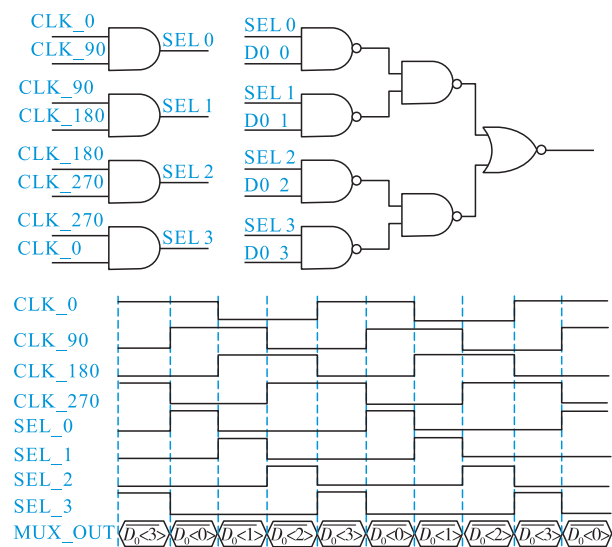 CLK_0
CLK_90
SEL 0
CLK_90
CLK_180
SEL 1
CLK_180
CLK_270
SEL 2
CLK_270
CLK_0
SEL 3
SEL 0
D0 0
SEL 1
D0 1
SEL 2
D0 2
SEL 3
D0 3
CLK_0
CLK_90
CLK_180
CLK_270
SEL_0
SEL_1
SEL_2
SEL_3
MUX_OUT D₀<3> D₀<0> D₀<1> D₀<2> D₀<3> D₀<0> D₀<1> D₀<2> D₀<3> D₀<0>